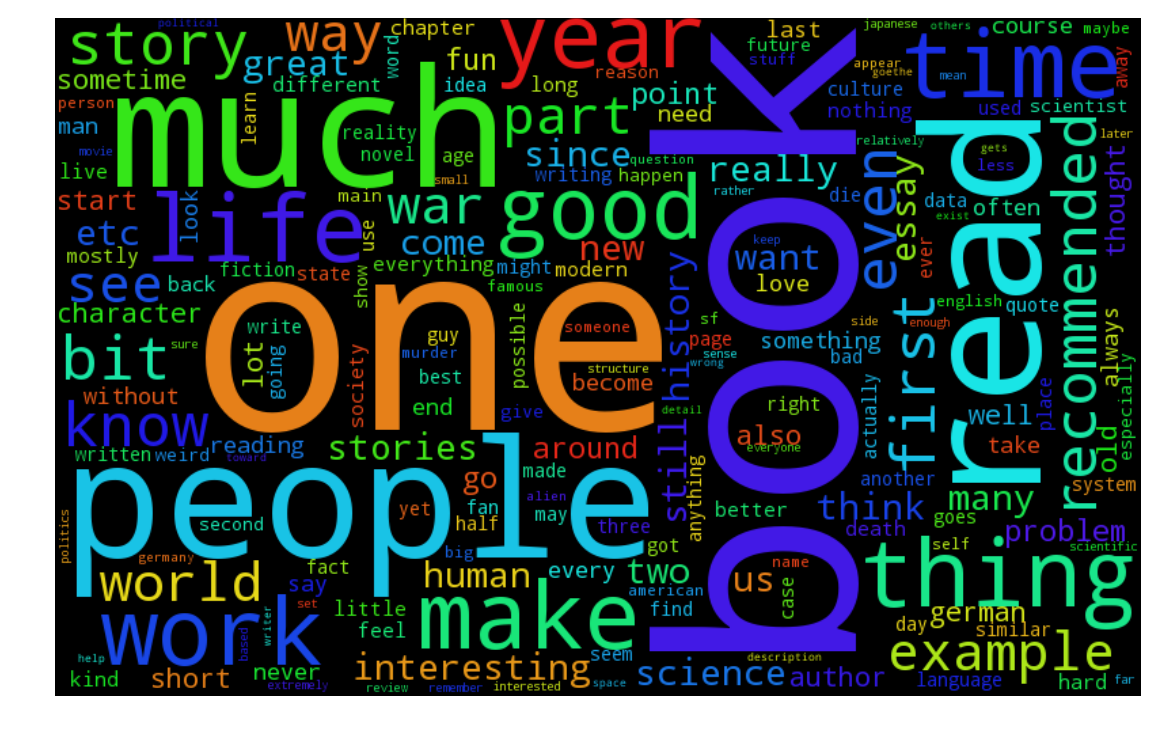 political
story
way
chapter
word
year
last
future
stuff
japanese
others
course
maybe
sometime
great
different
fun
idea
long
reason
point
need
book
appear
goethe
time
away
culture
nothing
mean
used
scientist
person
man
much
learn
reality
novel
age
part
since
question
writing
happen
really
rather
relatively
read
gets
less
later
recommended
thought
movie
live
small
main
start
life
look
use
war
good
die
even
essay
data
often
exist
ever
etc
mostly
come
new
keep
want
love
see
back
fiction
state
show
everything
might
modern
famous
history
sf
english
quote
character
one
write
lot
going
guy
murder
best
possible
someone
structure
become
page
sense
something
side
wrong
bad
enough
first
always
bit
sure
society
without
end
give
detail
right
also
everyone
actually
well
take
place
old
especially
know
reading
stories
around
still
written
weird
toward
people
second
yet
go
fan
half
made
alien
may
three
anything
better
think
another
many
system
politics
germany
big
got
death
goes
problem
self
scientific
world
fact
say
human
every
two
us
name
case
thing
work
set
writer
based
little
feel
make
american
find
day
german
similar
example
help
kind
short
never
extremely
interesting
review
remember
interested
seem
space
science
description
author
language
hard
far